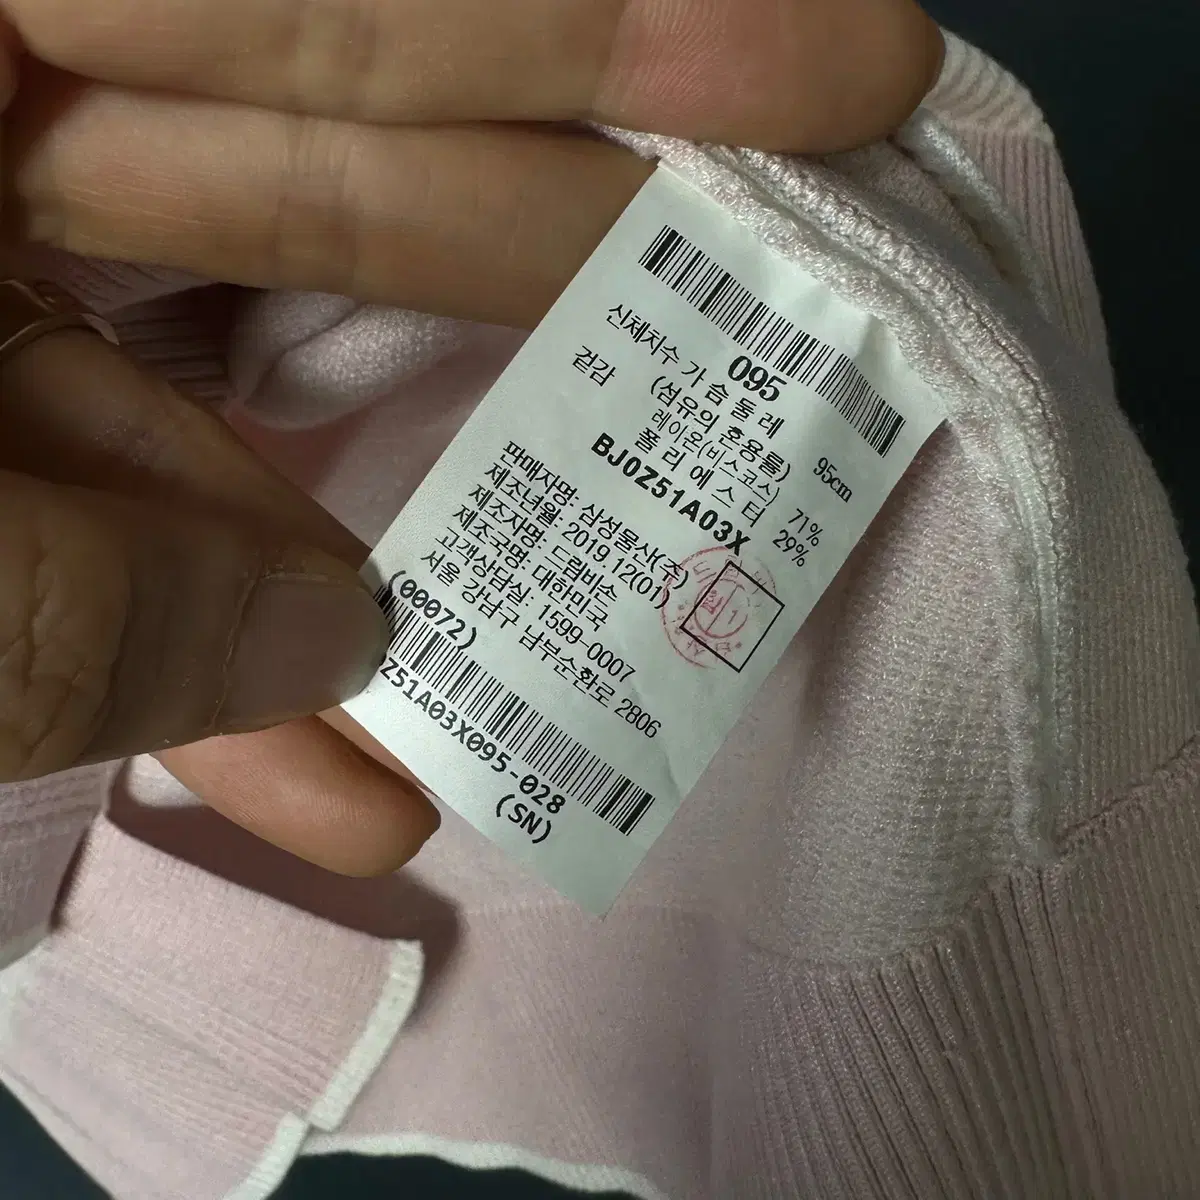 095
신체치수 가 슴 둘 레 95cm
(섬유의 혼용률)
겉감 레이온(비스코스) 71%
폴 리 에 스 터 29%
BJ0Z51A03X
판매자명: 삼성물산(주)
제조년월: 2019.12(01)
제조자명: 드림비손
제조국명: 대한민국
고객상담실: 1599-0007
서울 강남구 남부순환로 2806
(00072)
Z51A03X095-028
(SN)